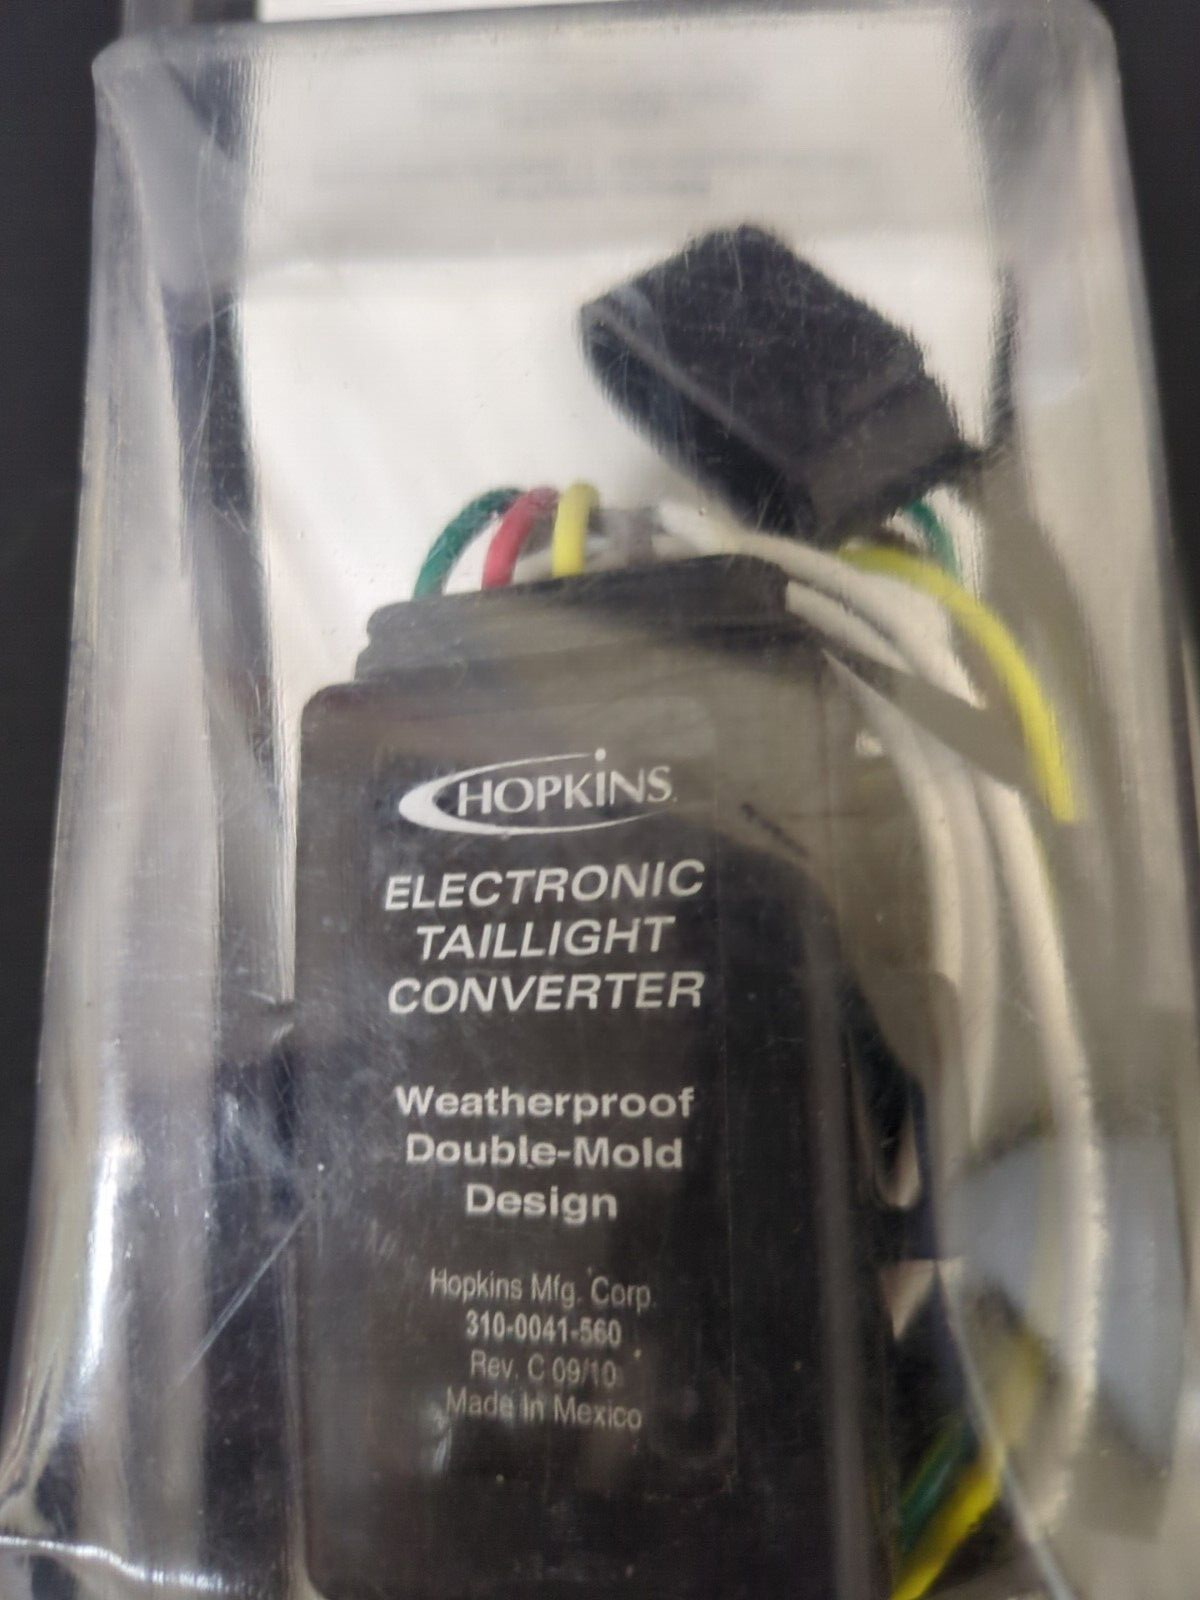 HOPKINS
ELECTRONIC
TAILLIGHT
CONVERTER
Weatherproof
Double-Mold
Design
Hopkins Mfg. Corp.
310-0041-560
Rev. C 09/10
Made In Mexico